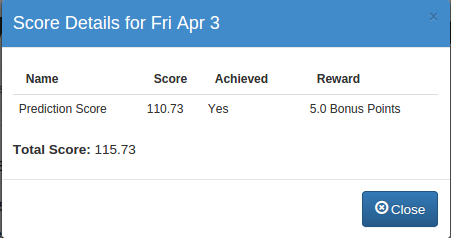 Score Details for Fri Apr 3
×
Name Score Achieved Reward
Prediction Score 110.73 Yes 5.0 Bonus Points
Total Score: 115.73
Close